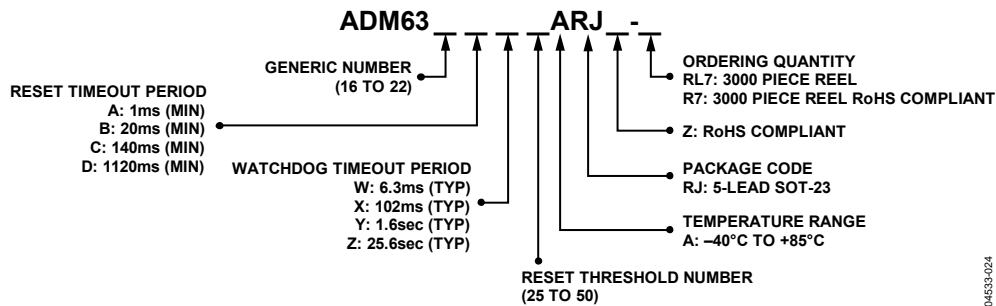 ADM63_ _ _ _ ARJ_-_
GENERIC NUMBER
(16 TO 22)
ORDERING QUANTITY
RL7: 3000 PIECE REEL
R7: 3000 PIECE REEL RoHS COMPLIANT
RESET TIMEOUT PERIOD
A: 1ms (MIN)
B: 20ms (MIN)
C: 140ms (MIN)
D: 1120ms (MIN)
Z: RoHS COMPLIANT
WATCHDOG TIMEOUT PERIOD
W: 6.3ms (TYP)
X: 102ms (TYP)
Y: 1.6sec (TYP)
Z: 25.6sec (TYP)
PACKAGE CODE
RJ: 5-LEAD SOT-23
TEMPERATURE RANGE
A: –40°C TO +85°C
RESET THRESHOLD NUMBER
(25 TO 50)
04533-024